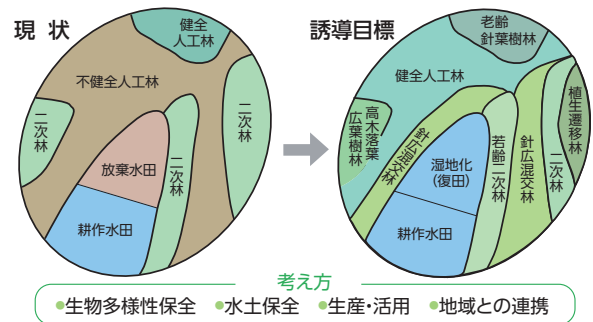 現 状
健全
人工林
不健全人工林
二次林
放棄水田
二次林
二次林
耕作水田
誘導目標
老齢
針葉樹林
健全人工林
高木落葉
広葉樹林
針広混交林
湿地化
(復田)
若齢二次林
針広混交林
二次林
植生遷移林
耕作水田
考え方
●生物多様性保全 ●水土保全 ●生産・活用 ●地域との連携